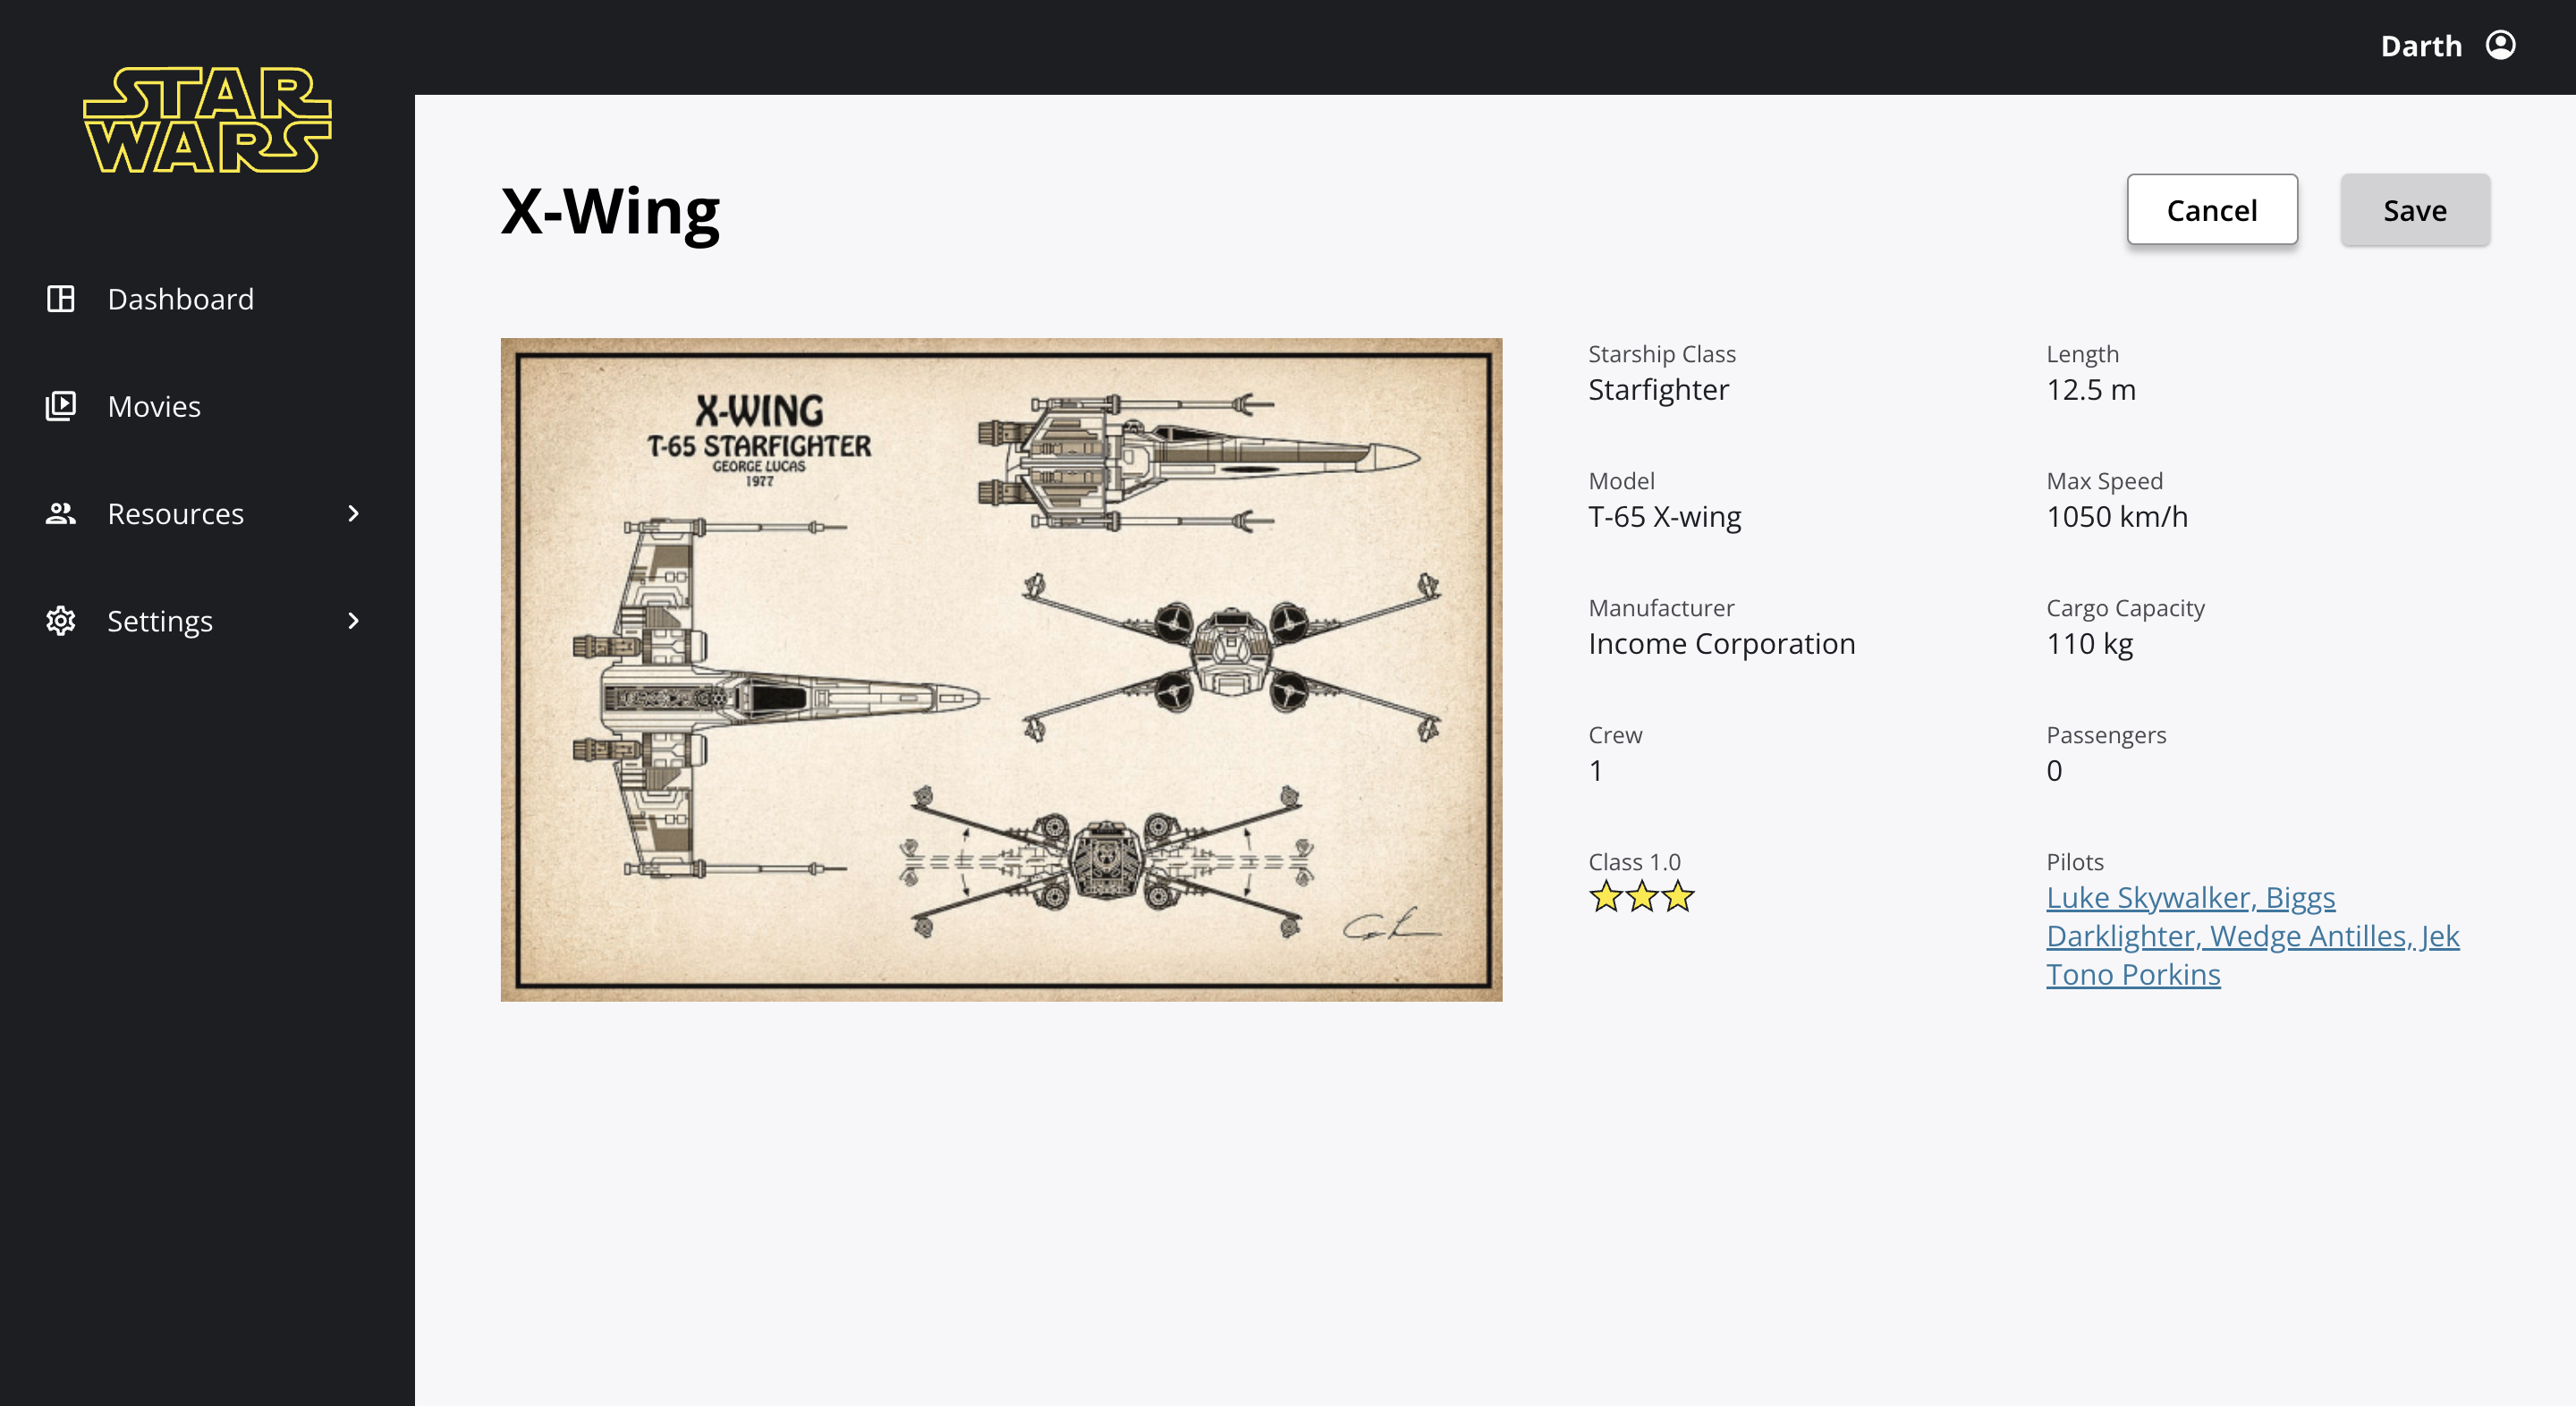 Darth
STAR
WARS
Dashboard
Movies
Resources
Settings
X-Wing
Cancel
Save
X-WING
T-65 STARFIGHTER
GEORGE LUCAS
1977
Starship Class
Starfighter
Length
12.5 m
Model
T-65 X-wing
Max Speed
1050 km/h
Manufacturer
Income Corporation
Cargo Capacity
110 kg
Crew
1
Passengers
0
Class 1.0
Pilots
Luke Skywalker, Biggs
Darklighter, Wedge Antilles, Jek
Tono Porkins